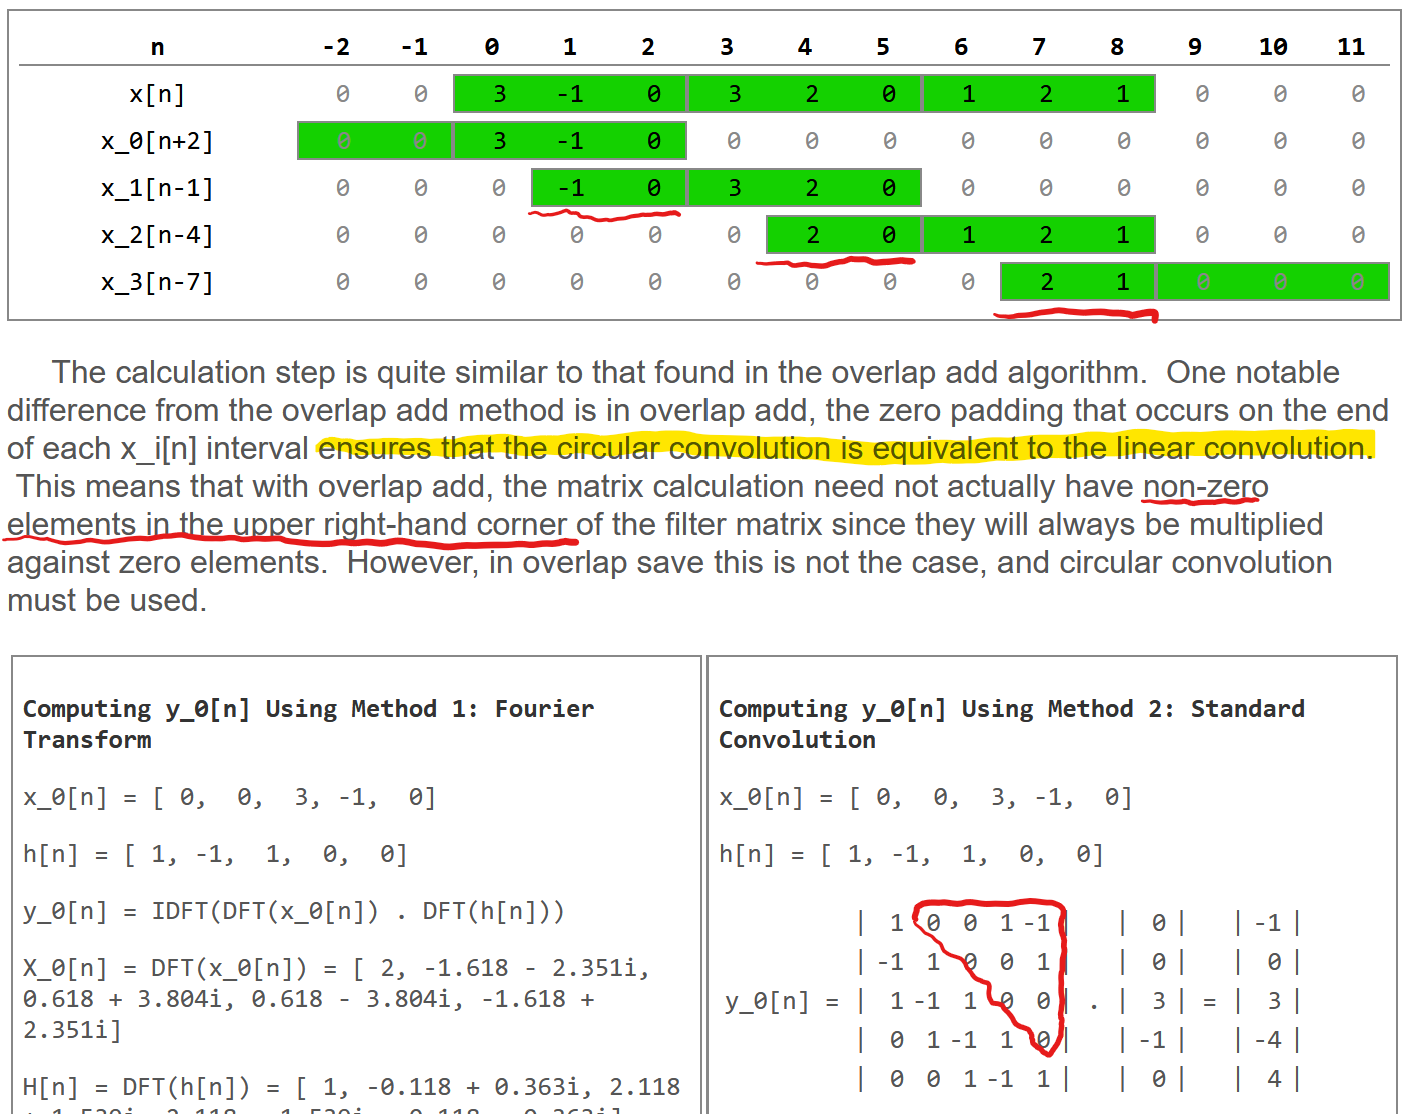 n -2 -1 0 1 2 3 4 5 6 7 8 9 10 11
x[n] 0 0 3 -1 0 3 2 0 1 2 1 0 0 0
x_0[n+2] 0 0 3 -1 0 0 0 0 0 0 0 0 0 0
x_1[n-1] 0 0 0 -1 0 3 2 0 0 0 0 0 0 0
x_2[n-4] 0 0 0 0 0 0 2 0 1 2 1 0 0 0
x_3[n-7] 0 0 0 0 0 0 0 0 0 2 1 0 0 0
The calculation step is quite similar to that found in the overlap add algorithm. One notable
difference from the overlap add method is in overlap add, the zero padding that occurs on the end
of each x_i[n] interval ensures that the circular convolution is equivalent to the linear convolution.
This means that with overlap add, the matrix calculation need not actually have non-zero
elements in the upper right-hand corner of the filter matrix since they will always be multiplied
against zero elements. However, in overlap save this is not the case, and circular convolution
must be used.
Computing y_0[n] Using Method 1: Fourier
Transform
x_0[n] = [ 0, 0, 3, -1, 0]
h[n] = [ 1, -1, 1, 0, 0]
y_0[n] = IDFT(DFT(x_0[n]) . DFT(h[n]))
X_0[n] = DFT(x_0[n]) = [ 2, -1.618 - 2.351i,
0.618 + 3.804i, 0.618 - 3.804i, -1.618 +
2.351i]
H[n] = DFT(h[n]) = [ 1, -0.118 + 0.363i, 2.118
Computing y_0[n] Using Method 2: Standard
Convolution
x_0[n] = [ 0, 0, 3, -1, 0]
h[n] = [ 1, -1, 1, 0, 0]
| 1 0 0 1 -1 | | 0 | | -1 |
| -1 1 0 0 1 | | 0 | | 0 |
y_0[n] = | 1 -1 1 0 0 | . | 3 | = | 3 |
| 0 1 -1 1 0 | | -1 | | -4 |
| 0 0 1 -1 1 | | 0 | | 4 |